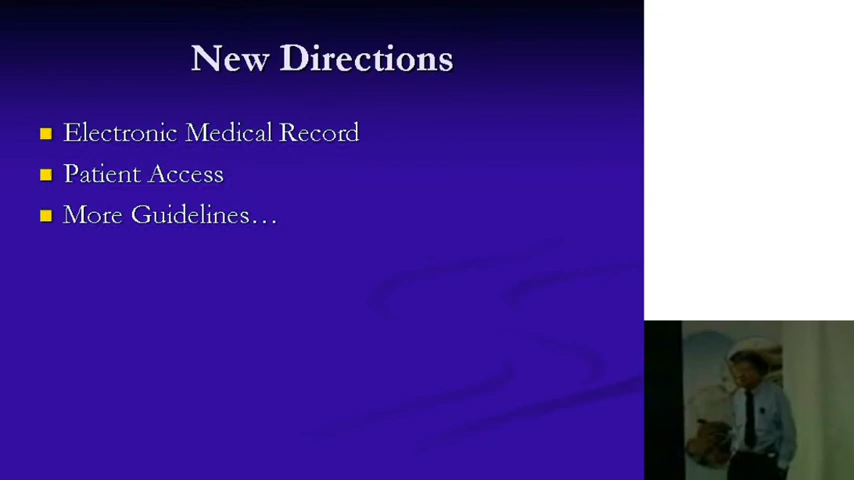 New Directions
Electronic Medical Record
Patient Access
More Guidelines…